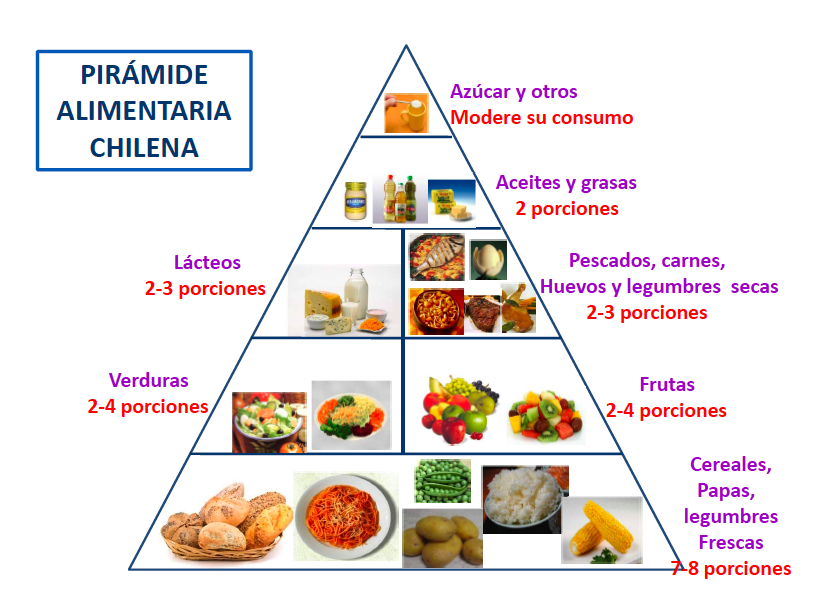 PIRÁMIDE
ALIMENTARIA
CHILENA
Azúcar y otros
Modere su consumo
Aceites y grasas
2 porciones
Lácteos
2-3 porciones
Pescados, carnes,
Huevos y legumbres secas
2-3 porciones
Verduras
2-4 porciones
Frutas
2-4 porciones
Cereales,
Papas,
legumbres
Frescas
7-8 porciones